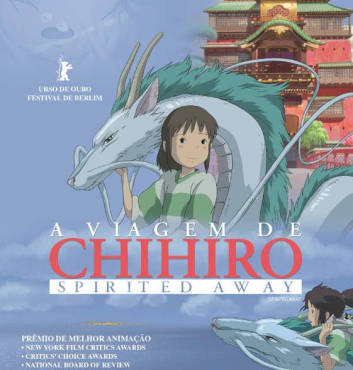 URSO DE OURO
FESTIVAL DE BERLIM
A VIAGEM DE
CHIHIRO
SPIRITED AWAY
PRÊMIO DE MELHOR ANIMAÇÃO
• NEW YORK FILM CRITICS AWARDS
• CRITICS' CHOICE AWARDS
• NATIONAL BOARD OF REVIEW